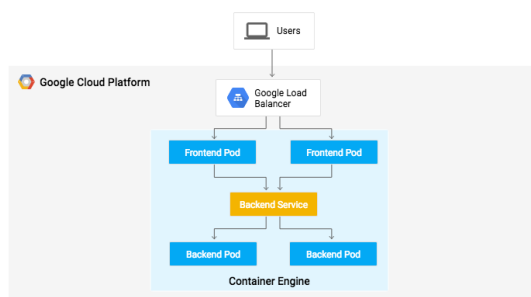 Users
Google Cloud Platform
Google Load
Balancer
Frontend Pod
Frontend Pod
Backend Service
Backend Pod
Backend Pod
Container Engine